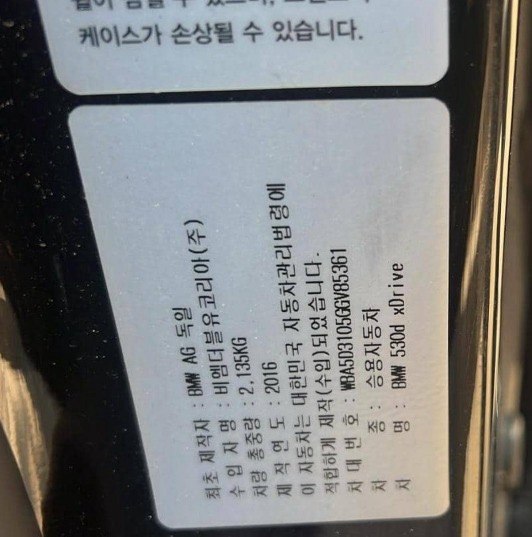 케이스가 손상될 수 있습니다.
최초 제작자 : BMW AG 독일
수 입 자 명 : 비엠더블유코리아(주)
차량 총중량 : 2,135KG
제 작 연 도 : 2016
이 자동차는 대한민국 자동차관리법령에
적합하게 제작(수입)되었습니다.
차 대 번 호 : WBA5D3105GGV85361
차 종 : 승용자동차
차 명 : BMW 530d xDrive